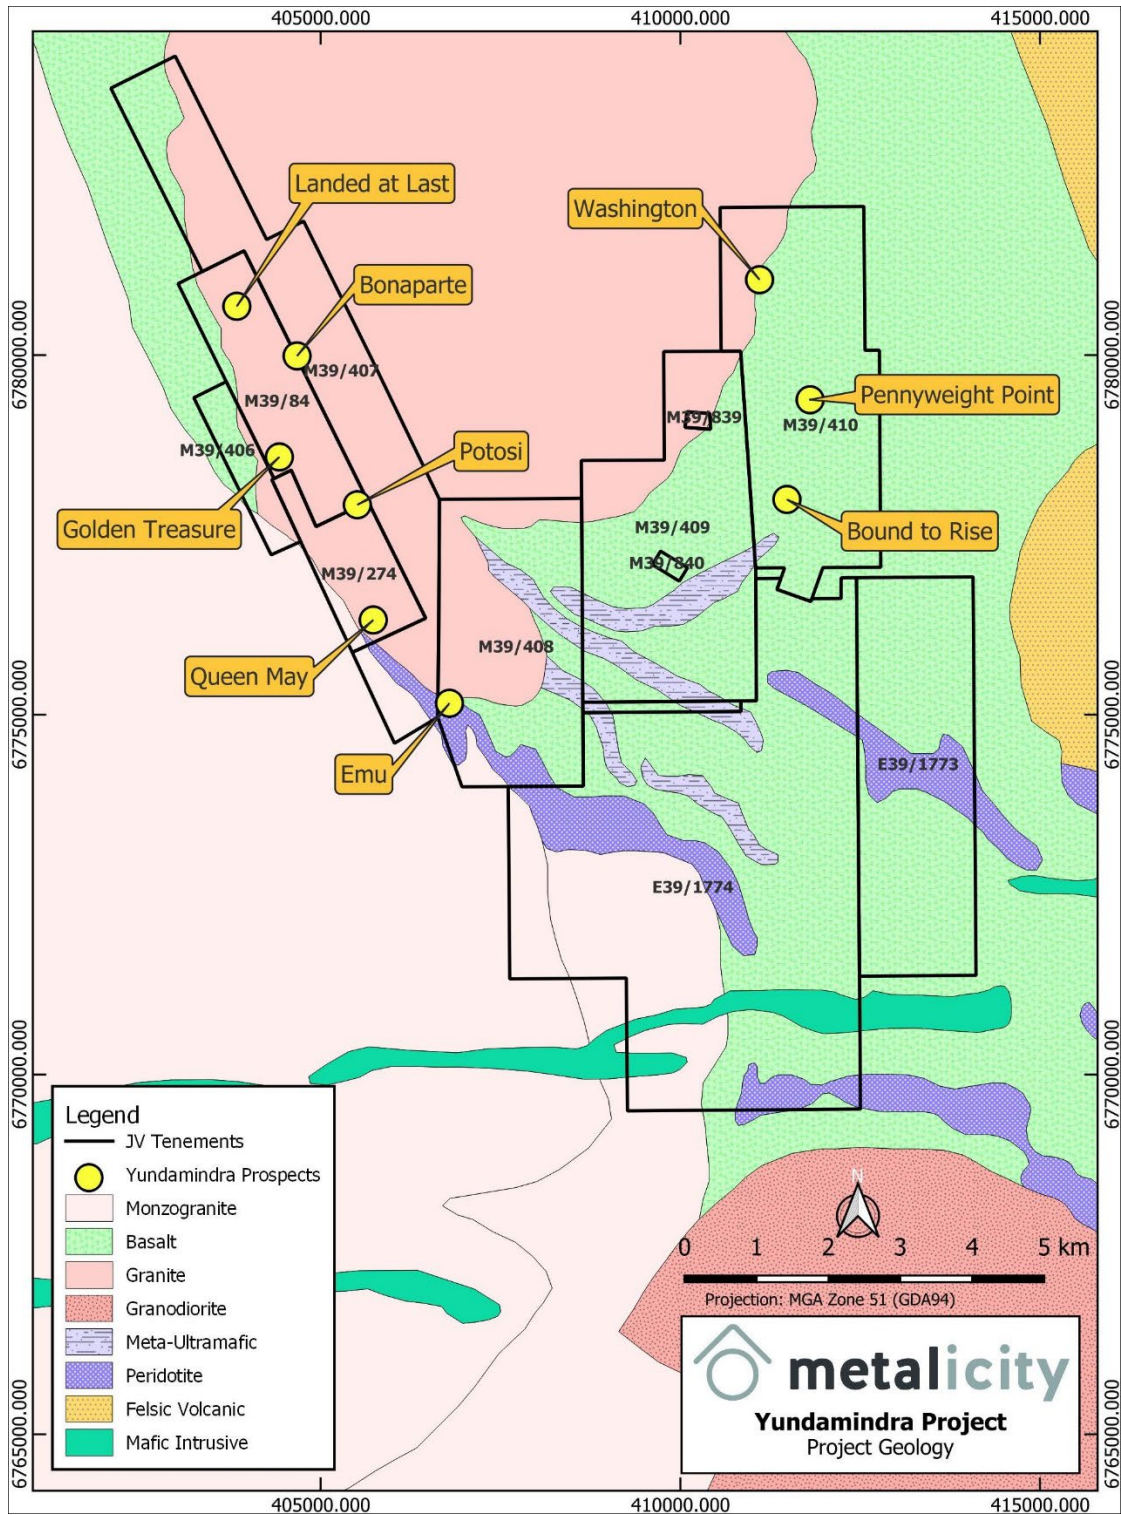 405000.000
410000.000
415000.000
6780000.000
6780000.000
Landed at Last
Washington
Bonaparte
M39/407
M39/84
Pennyweight Point
M39/839
M39/410
M39/406
Potosi
Golden Treasure
M39/409
Bound to Rise
M39/840
M39/274
M39/408
Queen May
6775000.000
6775000.000
Emu
E39/1773
E39/1774
6770000.000
6770000.000
Legend
JV Tenements
Yundamindra Prospects
Monzogranite
Basalt
Granite
Granodiorite
Meta-Ultramafic
Peridotite
Felsic Volcanic
Mafic Intrusive
N
0 1 2 3 4 5 km
Projection: MGA Zone 51 (GDA94)
metalicity
Yundamindra Project
Project Geology
6765000.000
6765000.000
405000.000
410000.000
415000.000